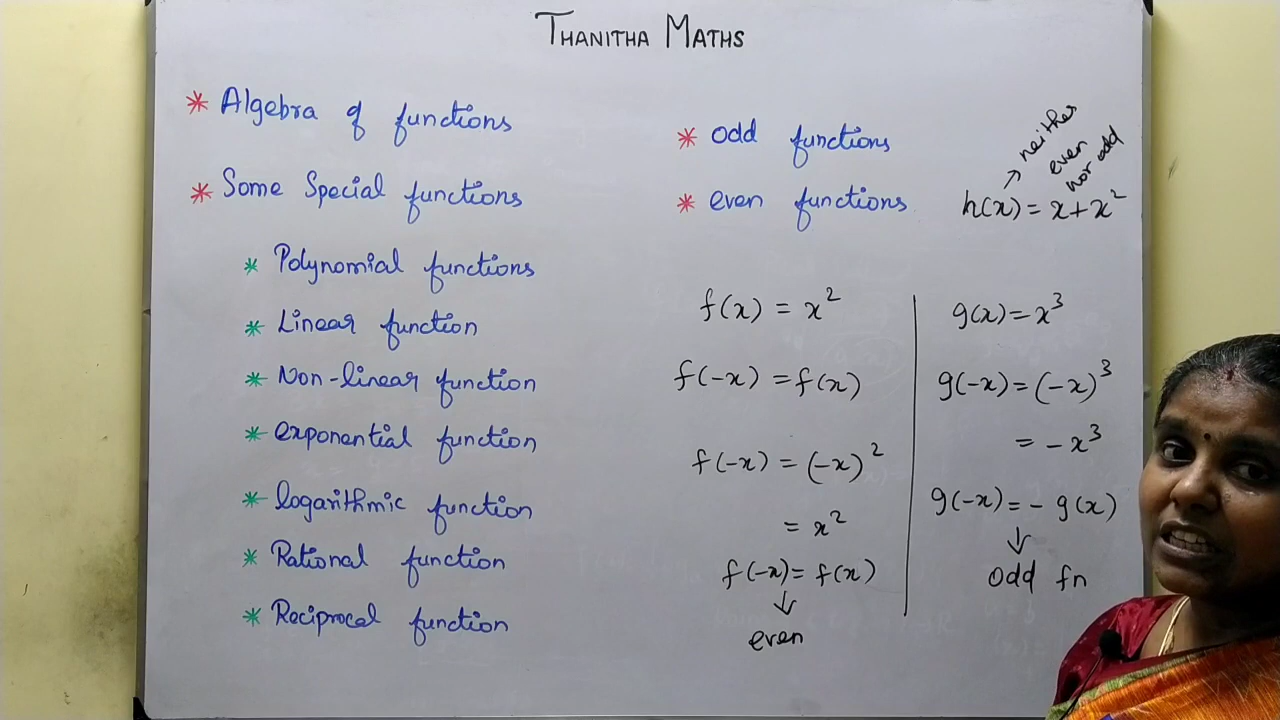 THANITHA MATHS
* Algebra of functions
* Some Special functions
* Polynomial functions
* Linear function
* Non-linear function
* exponential function
* logarithmic function
* Rational function
* Reciprocal function
* odd functions
* even functions
→ neither
even
nor odd
h(x) = x + x²
f(x) = x²
f(-x) = f(x)
f(-x) = (-x)²
= x²
f(-x) = f(x)
↓
even
g(x) = x³
g(-x) = (-x)³
= -x³
g(-x) = - g(x)
↓
odd fn